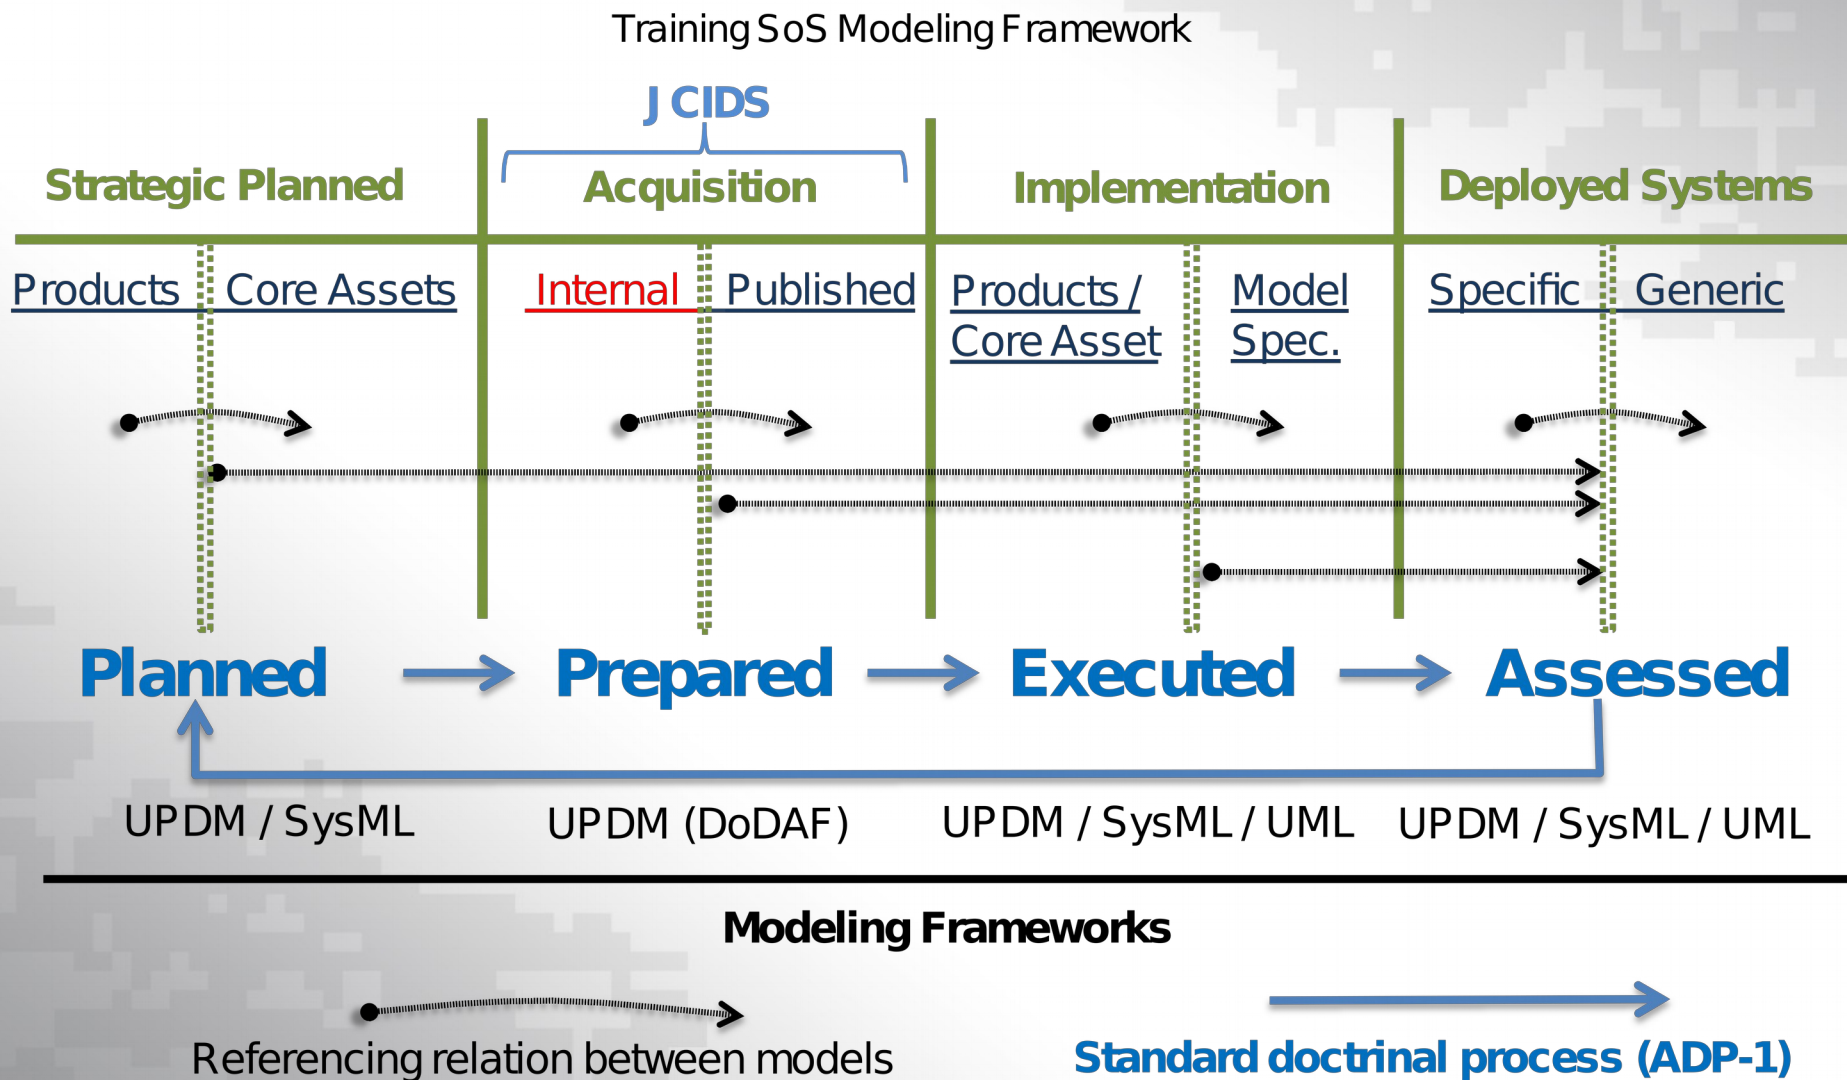 Training SoS Modeling Framework
JCIDS
Strategic Planned Acquisition Implementation Deployed Systems
Products Core Assets Internal Published Products / Model Specific Generic
Core Asset Spec.
Planned Prepared Executed Assessed
UPDM / SysML UPDM (DoDAF) UPDM / SysML / UML UPDM / SysML / UML
Modeling Frameworks
Referencing relation between models Standard doctrinal process (ADP-1)